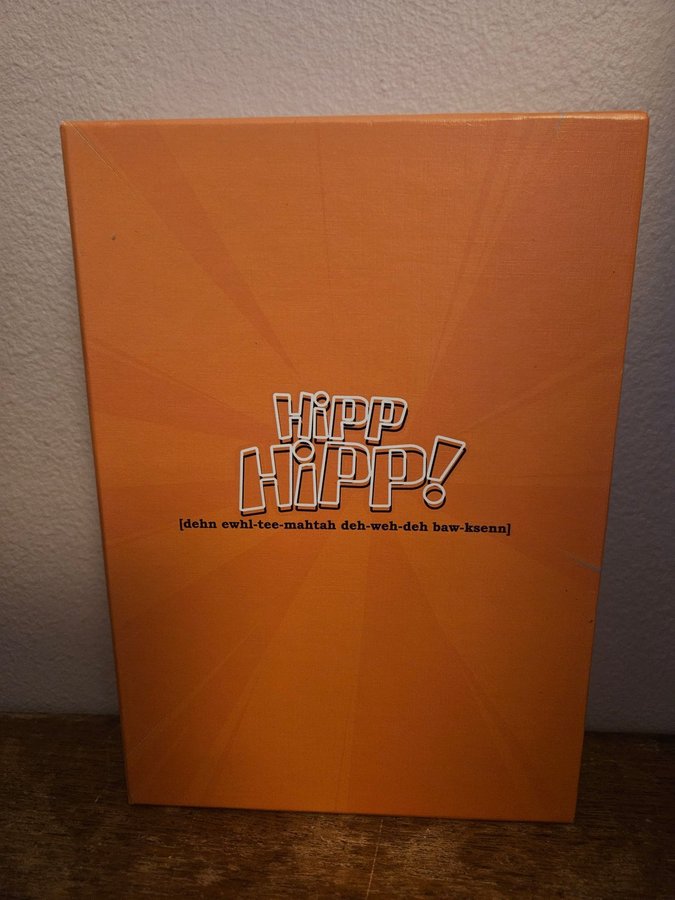 HiPP
HiPP!
[dehn ewhl-tee-mahtah deh-weh-deh baw-ksenn]